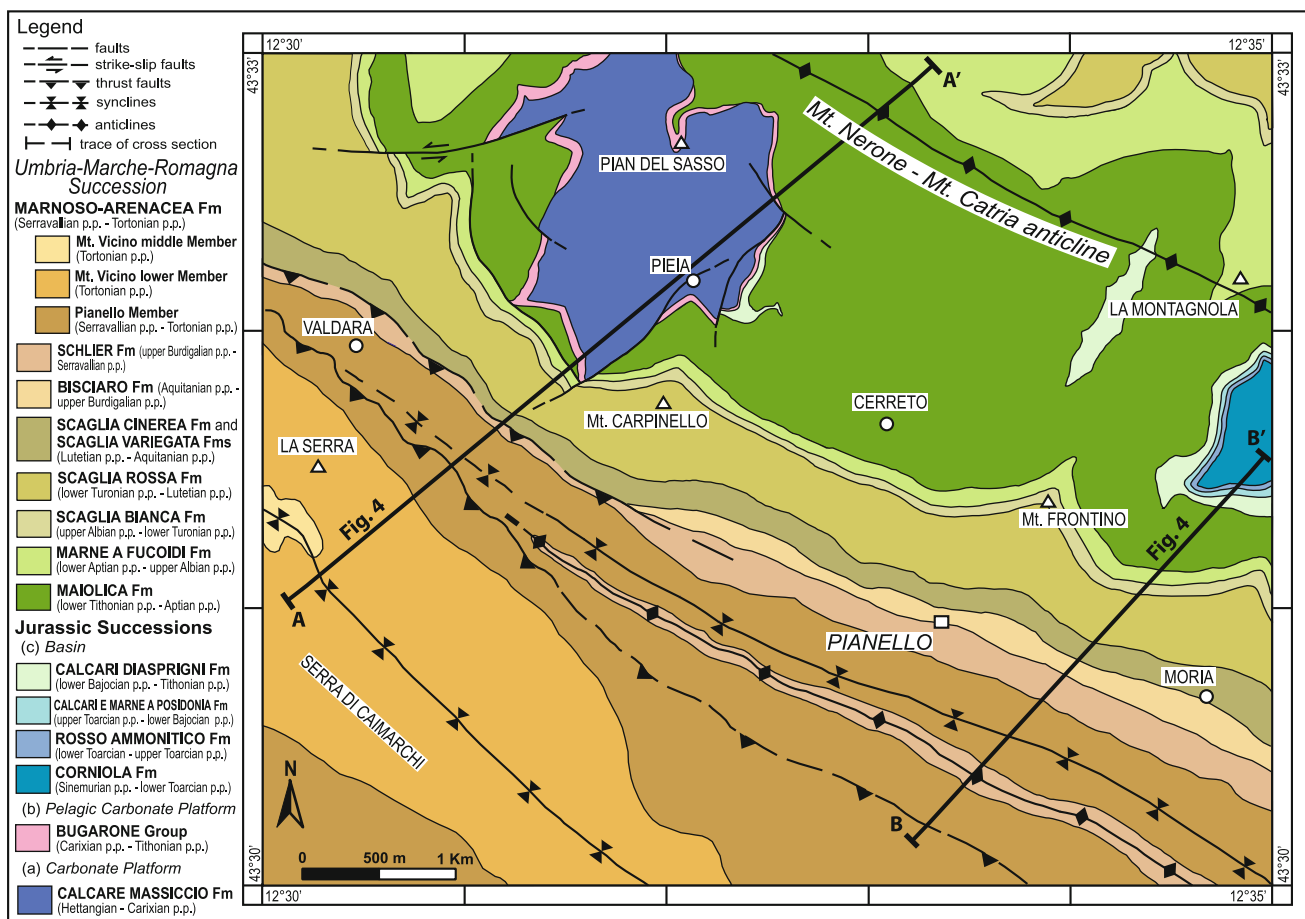 Legend
faults
strike-slip faults
thrust faults
synclines
anticlines
trace of cross section
Umbria-Marche-Romagna
Succession
MARNOSO-ARENACEA Fm
(Serravallian p.p. - Tortonian p.p.)
Mt. Vicino middle Member
(Tortonian p.p.)
Mt. Vicino lower Member
(Tortonian p.p.)
Pianello Member
(Serravallian p.p. - Tortonian p.p.)
SCHLIER Fm (upper Burdigalian p.p. -
Serravallian p.p.)
BISCIARO Fm (Aquitanian p.p. -
upper Burdigalian p.p.)
SCAGLIA CINEREA Fm and
SCAGLIA VARIEGATA Fms
(Lutetian p.p. - Aquitanian p.p.)
SCAGLIA ROSSA Fm
(lower Turonian p.p. - Lutetian p.p.)
SCAGLIA BIANCA Fm
(upper Albian p.p. - lower Turonian p.p.)
MARNE A FUCOIDI Fm
(lower Aptian p.p. - upper Albian p.p.)
MAIOLICA Fm
(lower Tithonian p.p. - Aptian p.p.)
Jurassic Successions
(c) Basin
CALCARI DIASPRIGNI Fm
(lower Bajocian p.p. - Tithonian p.p.)
CALCARI E MARNE A POSIDONIA Fm
(upper Toarcian p.p. - lower Bajocian p.p.)
ROSSO AMMONITICO Fm
(lower Toarcian - upper Toarcian p.p.)
CORNIOLA Fm
(Sinemurian p.p. - lower Toarcian p.p.)
(b) Pelagic Carbonate Platform
BUGARONE Group
(Carixian p.p. - Tithonian p.p.)
(a) Carbonate Platform
CALCARE MASSICCIO Fm
(Hettangian - Carixian p.p.)
12°30'
12°35'
43°33'
43°33'
A'
Mt. Nerone - Mt. Catria anticline
PIAN DEL SASSO
PIEIA
LA MONTAGNOLA
VALDARA
Mt. CARPINELLO
CERRETO
B'
LA SERRA
Fig. 4
Mt. FRONTINO
Fig. 4
A
PIANELLO
MORIA
SERRA DI CAIMARCHI
N
B
0
500 m
1 Km
43°30'
43°30'
12°30'
12°35'